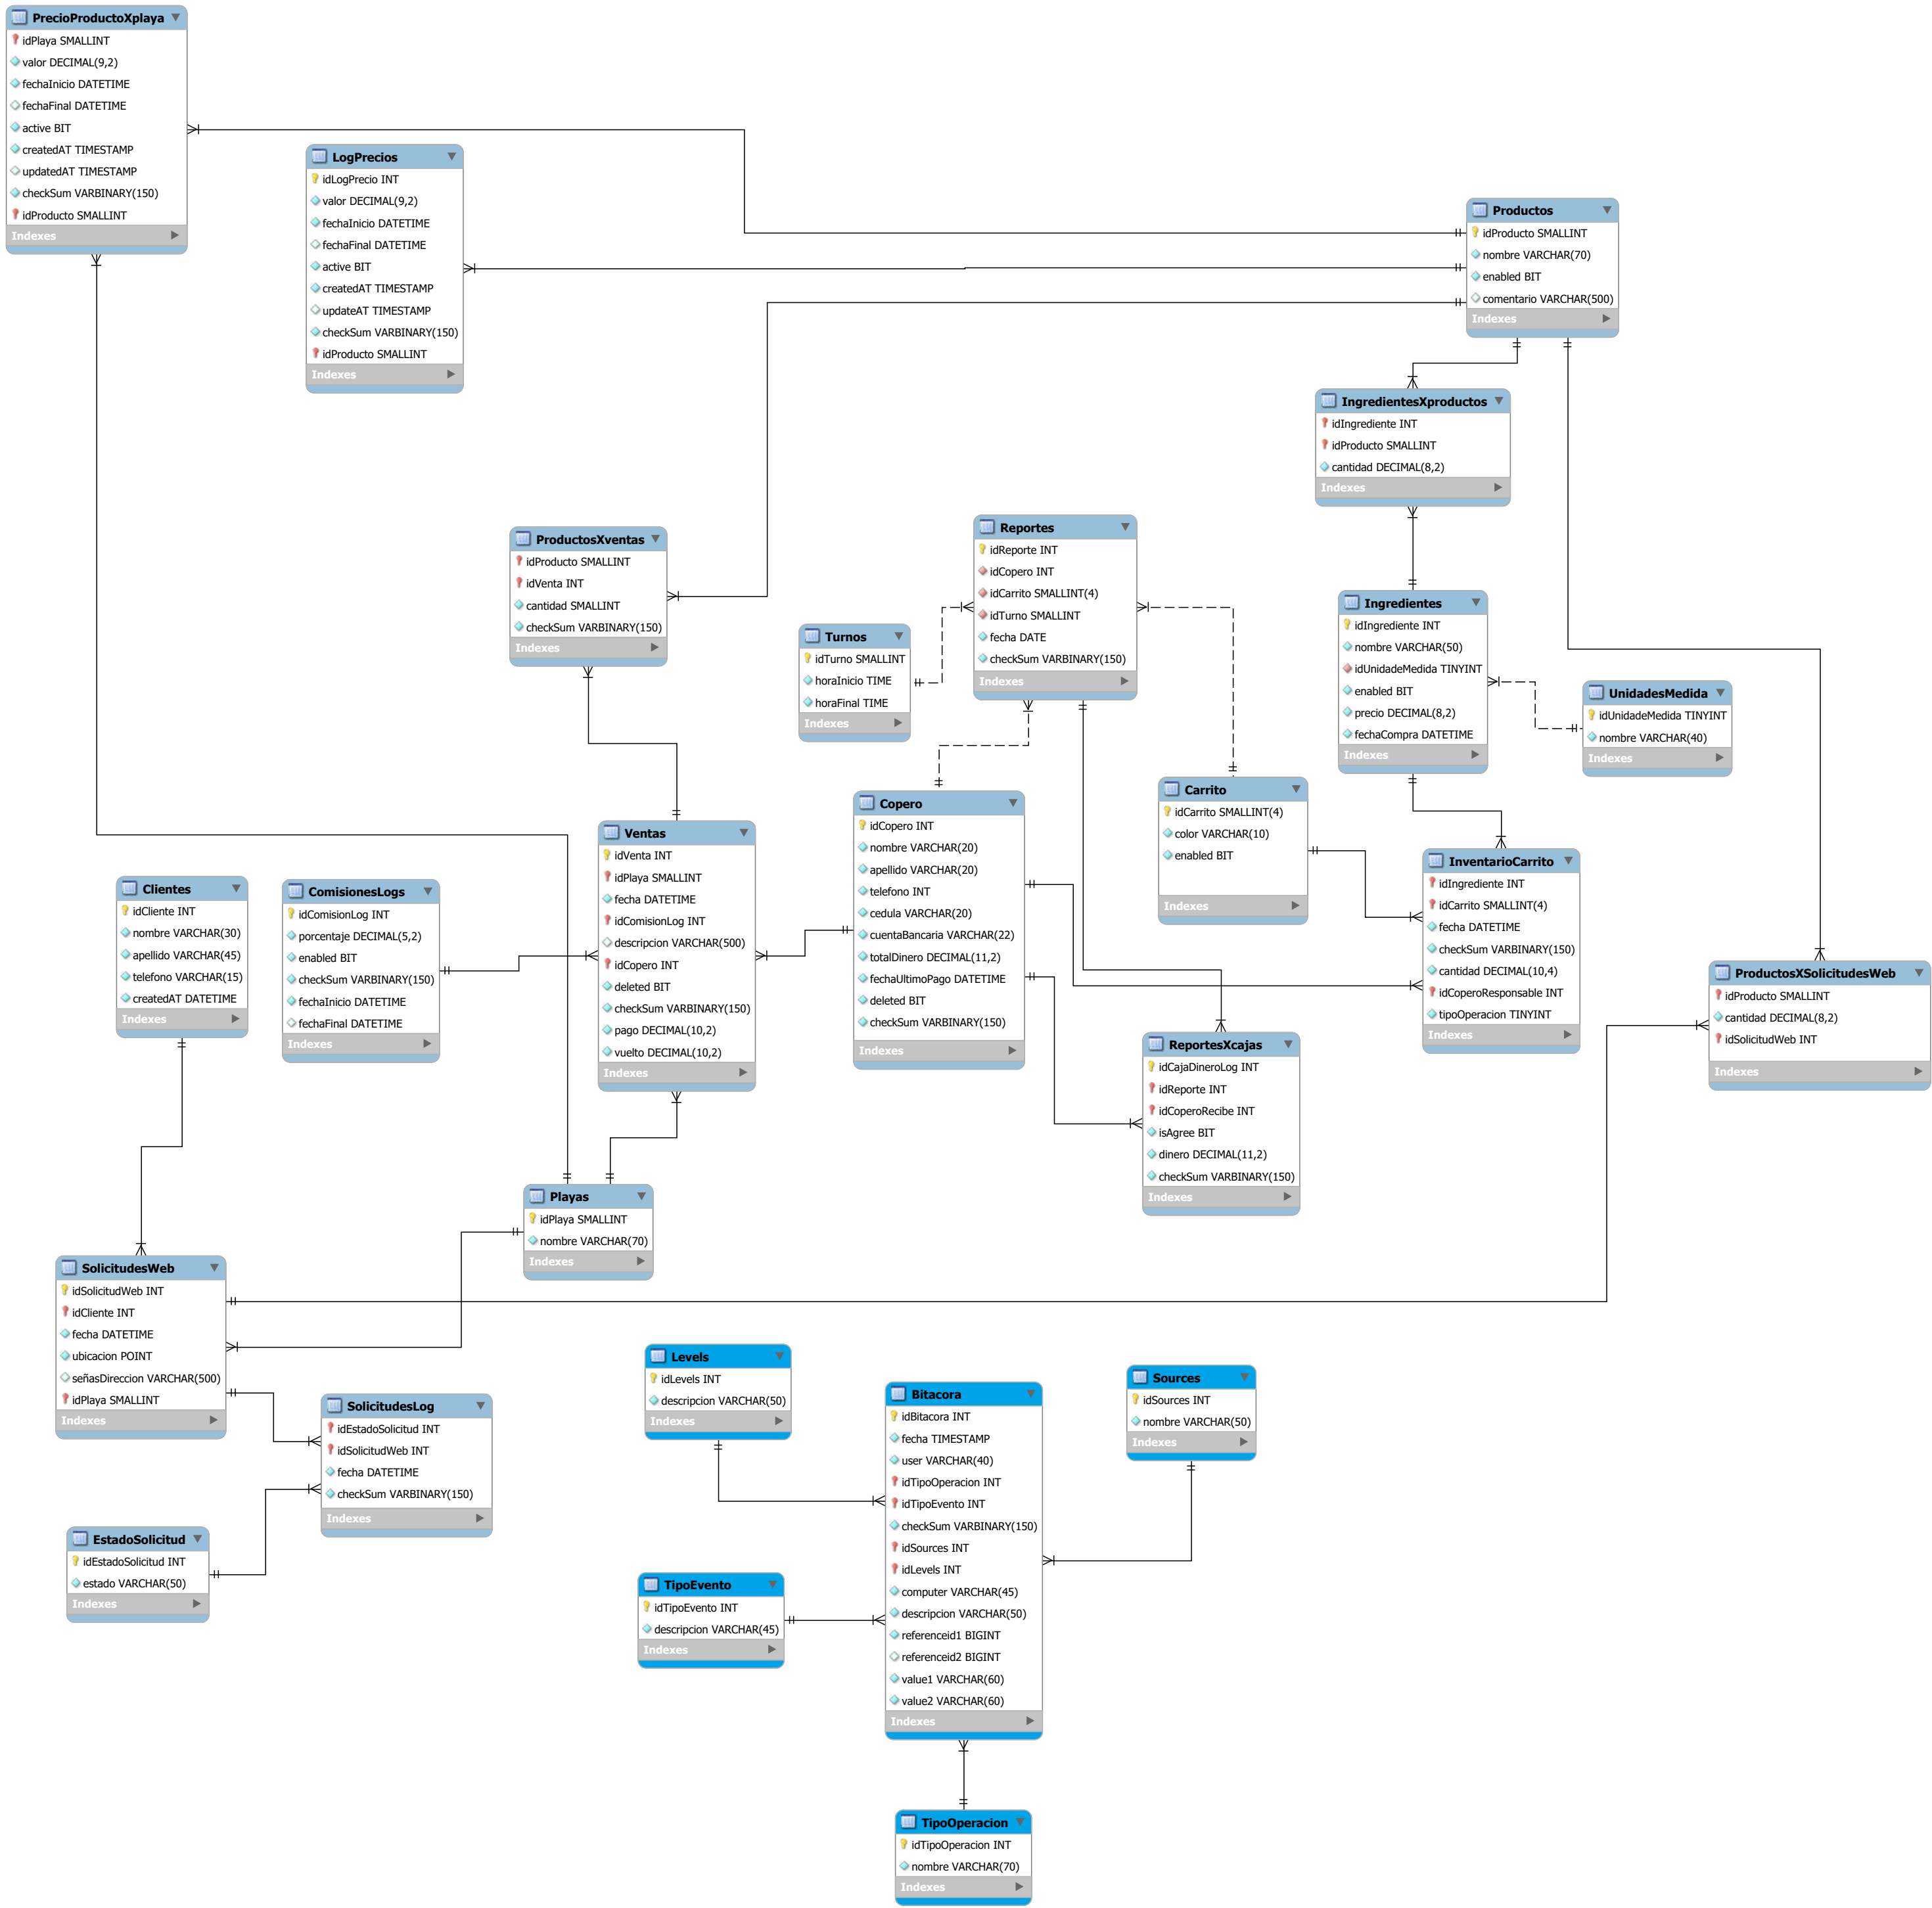 PrecioProductoXplaya
idPlaya SMALLINT
valor DECIMAL(9,2)
fechaInicio DATETIME
fechaFinal DATETIME
active BIT
createdAT TIMESTAMP
updatedAT TIMESTAMP
checkSum VARBINARY(150)
idProducto SMALLINT
Indexes
LogPrecios
idLogPrecio INT
valor DECIMAL(9,2)
fechaInicio DATETIME
fechaFinal DATETIME
active BIT
createdAT TIMESTAMP
updateAT TIMESTAMP
checkSum VARBINARY(150)
idProducto SMALLINT
Indexes
Productos
idProducto SMALLINT
nombre VARCHAR(70)
enabled BIT
comentario VARCHAR(500)
Indexes
IngredientesXproductos
idIngrediente INT
idProducto SMALLINT
cantidad DECIMAL(8,2)
Indexes
ProductosXventas
idProducto SMALLINT
idVenta INT
cantidad SMALLINT
checkSum VARBINARY(150)
Indexes
Reportes
idReporte INT
idCopero INT
idCarrito SMALLINT(4)
idTurno SMALLINT
fecha DATE
checkSum VARBINARY(150)
Indexes
Turnos
idTurno SMALLINT
horaInicio TIME
horaFinal TIME
Indexes
Ingredientes
idIngrediente INT
nombre VARCHAR(50)
idUnidadeMedida TINYINT
enabled BIT
precio DECIMAL(8,2)
fechaCompra DATETIME
Indexes
UnidadesMedida
idUnidadeMedida TINYINT
nombre VARCHAR(40)
Indexes
Carrito
idCarrito SMALLINT(4)
color VARCHAR(10)
enabled BIT
Indexes
Copero
idCopero INT
nombre VARCHAR(20)
apellido VARCHAR(20)
telefono INT
cedula VARCHAR(20)
cuentaBancaria VARCHAR(22)
totalDinero DECIMAL(11,2)
fechaUltimoPago DATETIME
deleted BIT
checkSum VARBINARY(150)
Indexes
Ventas
idVenta INT
idPlaya SMALLINT
fecha DATETIME
idComisionLog INT
descripcion VARCHAR(500)
idCopero INT
deleted BIT
checkSum VARBINARY(150)
pago DECIMAL(10,2)
vuelto DECIMAL(10,2)
Indexes
Clientes
idCliente INT
nombre VARCHAR(30)
apellido VARCHAR(45)
telefono VARCHAR(15)
createdAT DATETIME
Indexes
ComisionesLogs
idComisionLog INT
porcentaje DECIMAL(5,2)
enabled BIT
checkSum VARBINARY(150)
fechaInicio DATETIME
fechaFinal DATETIME
Indexes
InventarioCarrito
idIngrediente INT
idCarrito SMALLINT(4)
fecha DATETIME
checkSum VARBINARY(150)
cantidad DECIMAL(10,4)
idCoperoResponsable INT
tipoOperacion TINYINT
Indexes
ProductosXSolicitudesWeb
idProducto SMALLINT
cantidad DECIMAL(8,2)
idSolicitudWeb INT
Indexes
ReportesXcajas
idCajaDineroLog INT
idReporte INT
idCoperoRecibe INT
isAgree BIT
dinero DECIMAL(11,2)
checkSum VARBINARY(150)
Indexes
Playas
idPlaya SMALLINT
nombre VARCHAR(70)
Indexes
SolicitudesWeb
idSolicitudWeb INT
idCliente INT
fecha DATETIME
ubicacion POINT
señasDireccion VARCHAR(500)
idPlaya SMALLINT
Indexes
SolicitudesLog
idEstadoSolicitud INT
idSolicitudWeb INT
fecha DATETIME
checkSum VARBINARY(150)
Indexes
EstadoSolicitud
idEstadoSolicitud INT
estado VARCHAR(50)
Indexes
Levels
idLevels INT
descripcion VARCHAR(50)
Indexes
Bitacora
idBitacora INT
fecha TIMESTAMP
user VARCHAR(40)
idTipoOperacion INT
idTipoEvento INT
checkSum VARBINARY(150)
idSources INT
idLevels INT
computer VARCHAR(45)
descripcion VARCHAR(50)
referenceid1 BIGINT
referenceid2 BIGINT
value1 VARCHAR(60)
value2 VARCHAR(60)
Indexes
Sources
idSources INT
nombre VARCHAR(50)
Indexes
TipoEvento
idTipoEvento INT
descripcion VARCHAR(45)
Indexes
TipoOperacion
idTipoOperacion INT
nombre VARCHAR(70)
Indexes